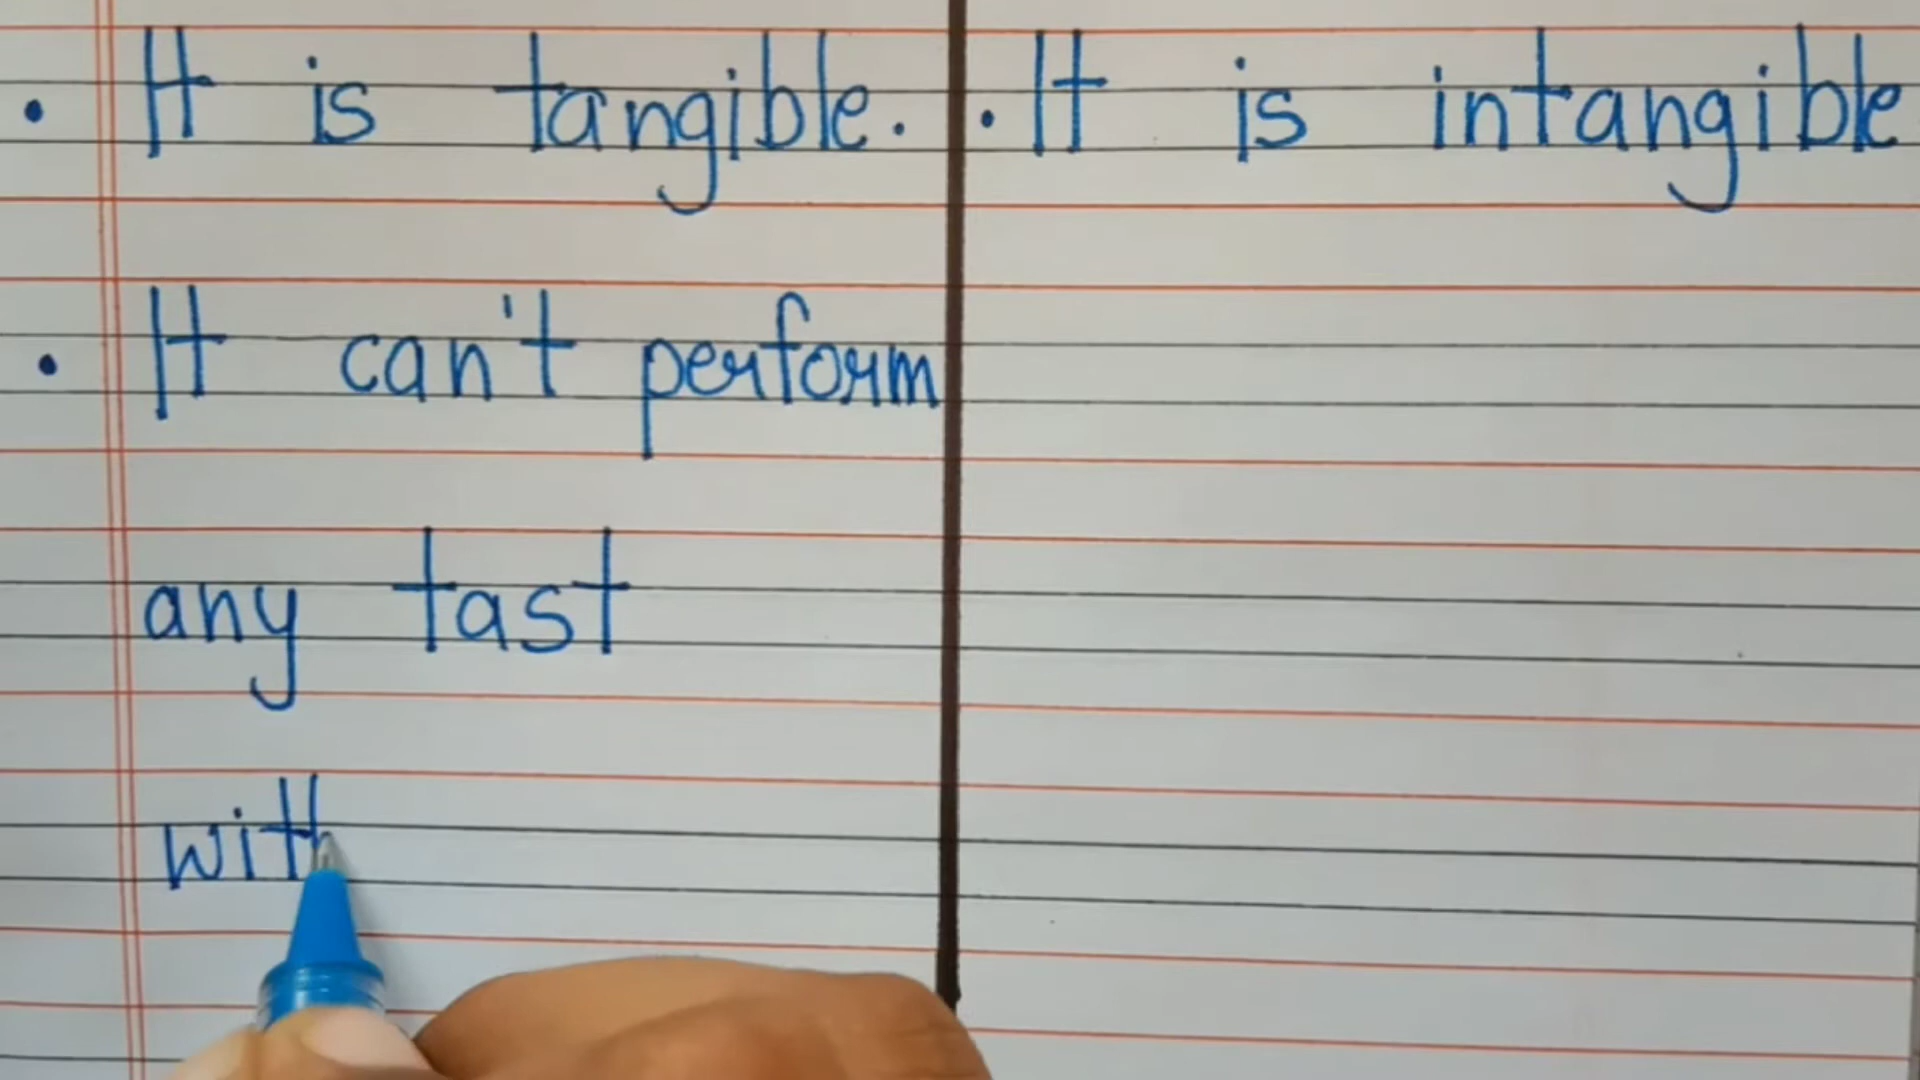 • It is tangible.
• It is intangible
• It can't perform
any tast
with